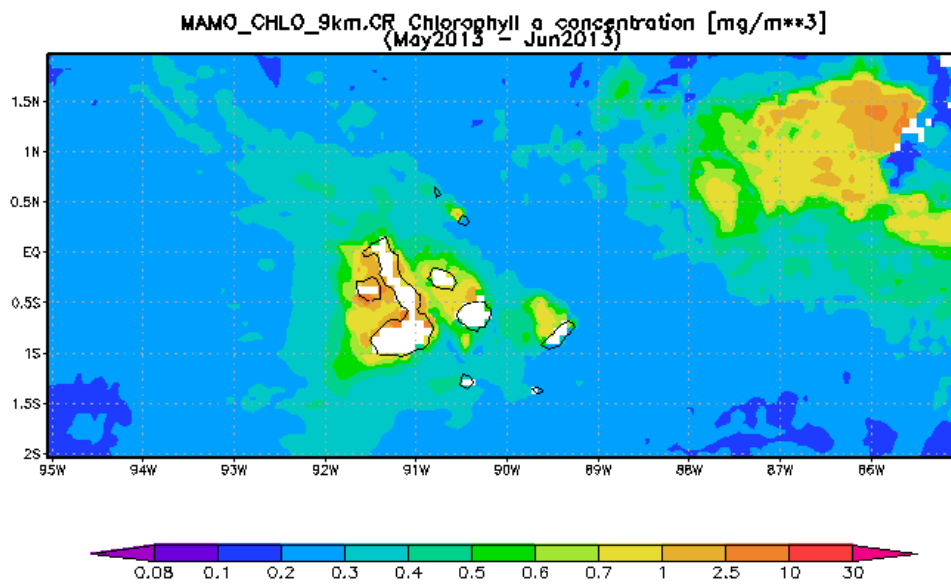 MAMO_CHLO_9km.CR Chlorophyll a concentration [mg/m**3]
(May2013 - Jun2013)
1.5N
1N
0.5N
EQ
0.5S
1S
1.5S
2S
95W 94W 93W 92W 91W 90W 89W 88W 87W 86W
0.08 0.1 0.2 0.3 0.4 0.5 0.6 0.7 1 2.5 10 30